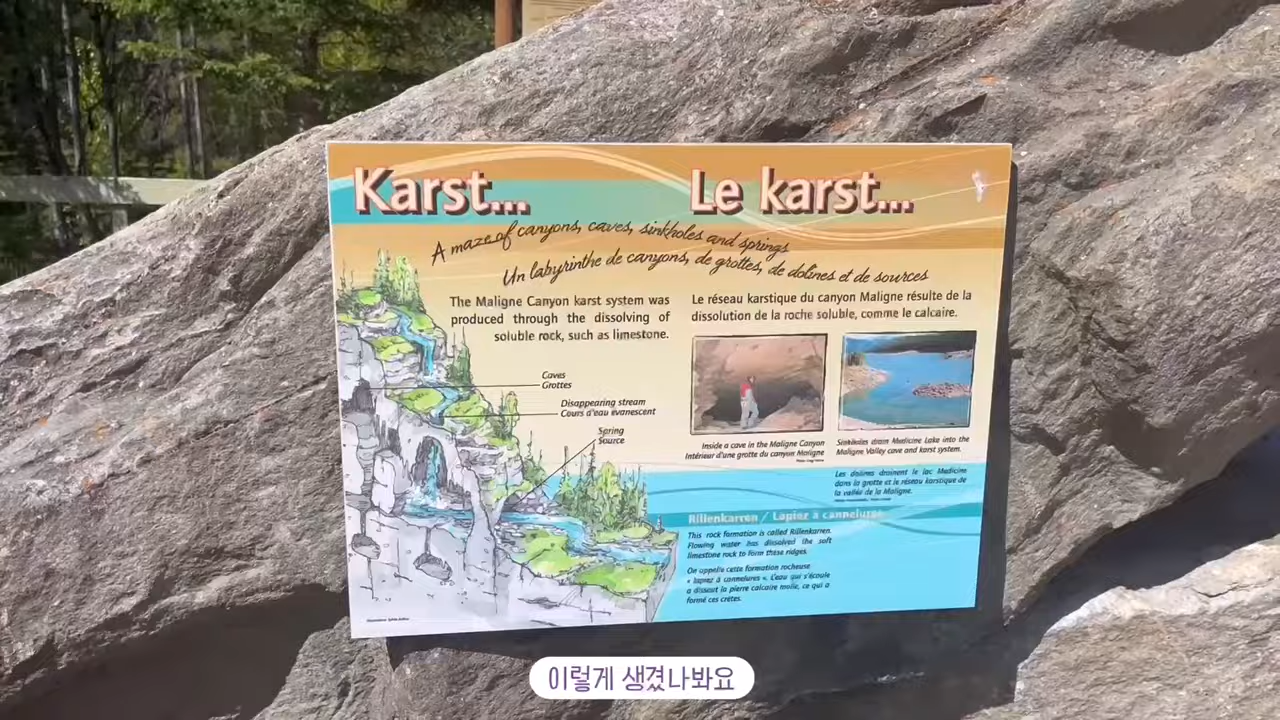 Karst...
Le karst...
A maze of canyons, caves, sinkholes and springs
Un labyrinthe de canyons, de grottes, de dolines et de sources
The Maligne Canyon karst system was
produced through the dissolving of
soluble rock, such as limestone.
Le réseau karstique du canyon Maligne résulte de la
dissolution de la roche soluble, comme le calcaire.
Caves
Grottes
Disappearing stream
Cours d'eau évanescent
Spring
Source
Inside a cave in the Maligne Canyon
Intérieur d'une grotte du canyon Maligne
Sinkholes drain Medicine Lake into the
Maligne Valley cave and karst system.
Les dolines drainent le lac Medicine
dans la grotte et le réseau karstique de
la vallée de la Maligne.
Rillenkarren / Lapiez à cannelures
This rock formation is called Rillenkarren.
Flowing water has dissolved the soft
limestone rock to form these ridges.
On appelle cette formation rocheuse
« lapiez à cannelures ». L'eau qui s'écoule
a dissout la pierre calcaire molle, ce qui a
formé ces crêtes.
이렇게 생겼나봐요